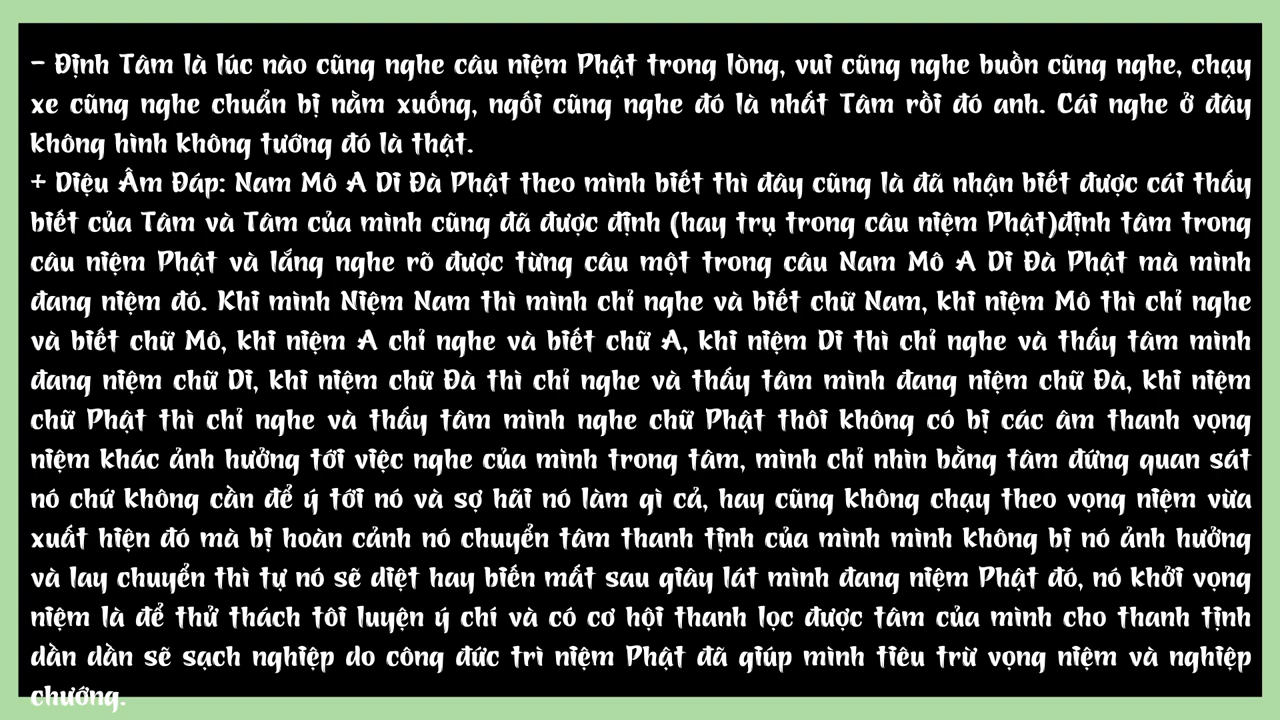 - Định Tâm là lúc nào cũng nghe câu niệm Phật trong lòng, vui cũng nghe buồn cũng nghe, chạy
xe cũng nghe chuẩn bị nằm xuống, ngối cũng nghe đó là nhất Tâm rồi đó anh. Cái nghe ở đây
không hình không tướng đó là thật.
+ Diệu Âm Đáp: Nam Mô A Di Đà Phật theo mình biết thì đây cũng là đã nhận biết được cái thấy
biết của Tâm và Tâm của mình cũng đã được định (hay trụ trong câu niệm Phật)định tâm trong
câu niệm Phật và lắng nghe rõ được từng câu một trong câu Nam Mô A Di Đà Phật mà mình
đang niệm đó. Khi mình Niệm Nam thì mình chỉ nghe và biết chữ Nam, khi niệm Mô thì chỉ nghe
và biết chữ Mô, khi niệm A chỉ nghe và biết chữ A, khi niệm Di thì chỉ nghe và thấy tâm mình
đang niệm chữ Di, khi niệm chữ Đà thì chỉ nghe và thấy tâm mình đang niệm chữ Đà, khi niệm
chữ Phật thì chỉ nghe và thấy tâm mình nghe chữ Phật thôi không có bị các âm thanh vọng
niệm khác ảnh hưởng tới việc nghe của mình trong tâm, mình chỉ nhìn bằng tâm đứng quan sát
nó chứ không cần để ý tới nó và sợ hãi nó làm gì cả, hay cũng không chạy theo vọng niệm vừa
xuất hiện đó mà bị hoàn cảnh nó chuyển tâm thanh tịnh của mình mình không bị nó ảnh hưởng
và lay chuyển thì tự nó sẽ diệt hay biến mất sau giây lát mình đang niệm Phật đó, nó khởi vọng
niệm là để thử thách tôi luyện ý chí và có cơ hội thanh lọc được tâm của mình cho thanh tịnh
dần dần sẽ sạch nghiệp do công đức trì niệm Phật đã giúp mình tiêu trừ vọng niệm và nghiệp
chướng.